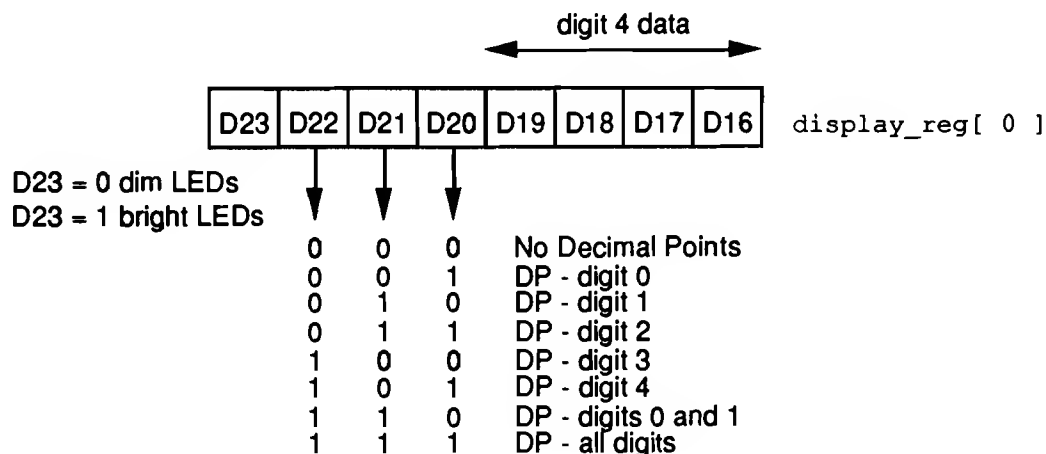 digit 4 data
D23 D22 D21 D20 D19 D18 D17 D16 display_reg[ 0 ]
D23 = 0 dim LEDs
D23 = 1 bright LEDs
0 0 0 No Decimal Points
0 0 1 DP - digit 0
0 1 0 DP - digit 1
0 1 1 DP - digit 2
1 0 0 DP - digit 3
1 0 1 DP - digit 4
1 1 0 DP - digits 0 and 1
1 1 1 DP - all digits